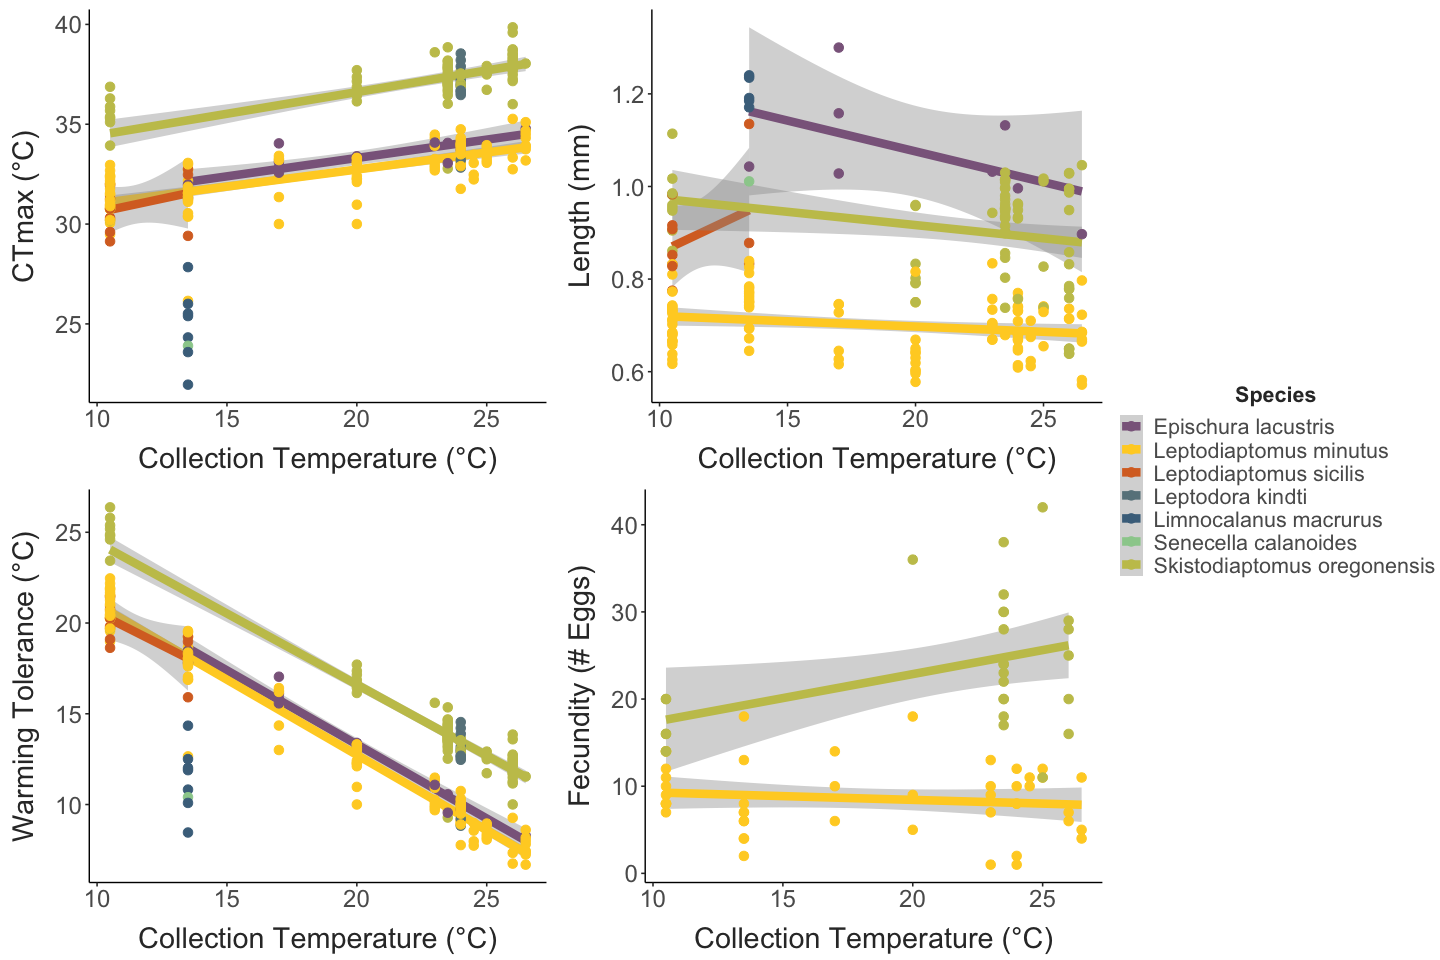 CTmax (°C)
40
35
30
25
10 15 20 25
Collection Temperature (°C)
Length (mm)
1.2
1.0
0.8
0.6
10 15 20 25
Collection Temperature (°C)
Warming Tolerance (°C)
25
20
15
10
10 15 20 25
Collection Temperature (°C)
Fecundity (# Eggs)
40
30
20
10
0
10 15 20 25
Collection Temperature (°C)
Species
Epischura lacustris
Leptodiaptomus minutus
Leptodiaptomus sicilis
Leptodora kindti
Limnocalanus macrurus
Senecella calanoides
Skistodiaptomus oregonensis